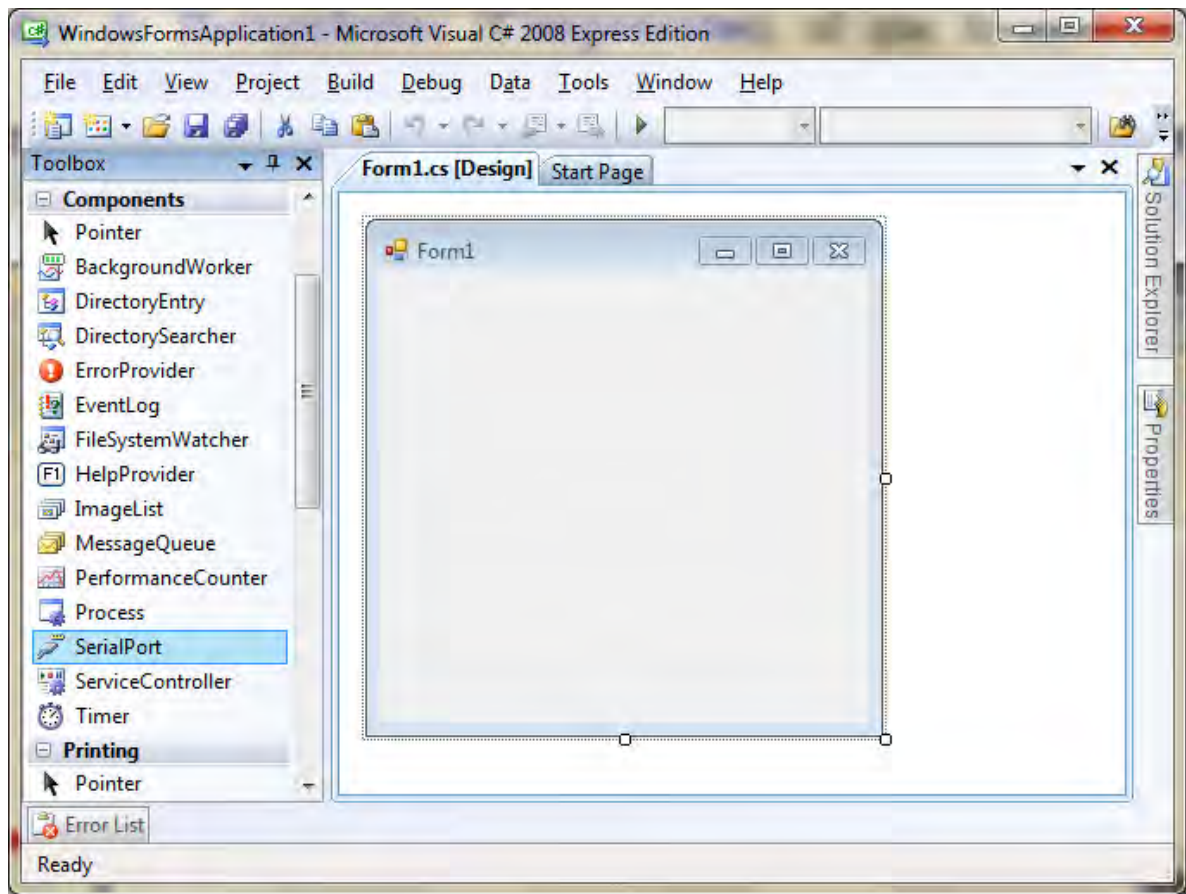 WindowsFormsApplication1 - Microsoft Visual C# 2008 Express Edition
File Edit View Project Build Debug Data Tools Window Help
Toolbox
Form1.cs [Design] Start Page
Components
Pointer
BackgroundWorker
DirectoryEntry
DirectorySearcher
ErrorProvider
EventLog
FileSystemWatcher
F1 HelpProvider
ImageList
MessageQueue
PerformanceCounter
Process
SerialPort
ServiceController
Timer
Printing
Pointer
Form1
Solution Explorer
Properties
Error List
Ready